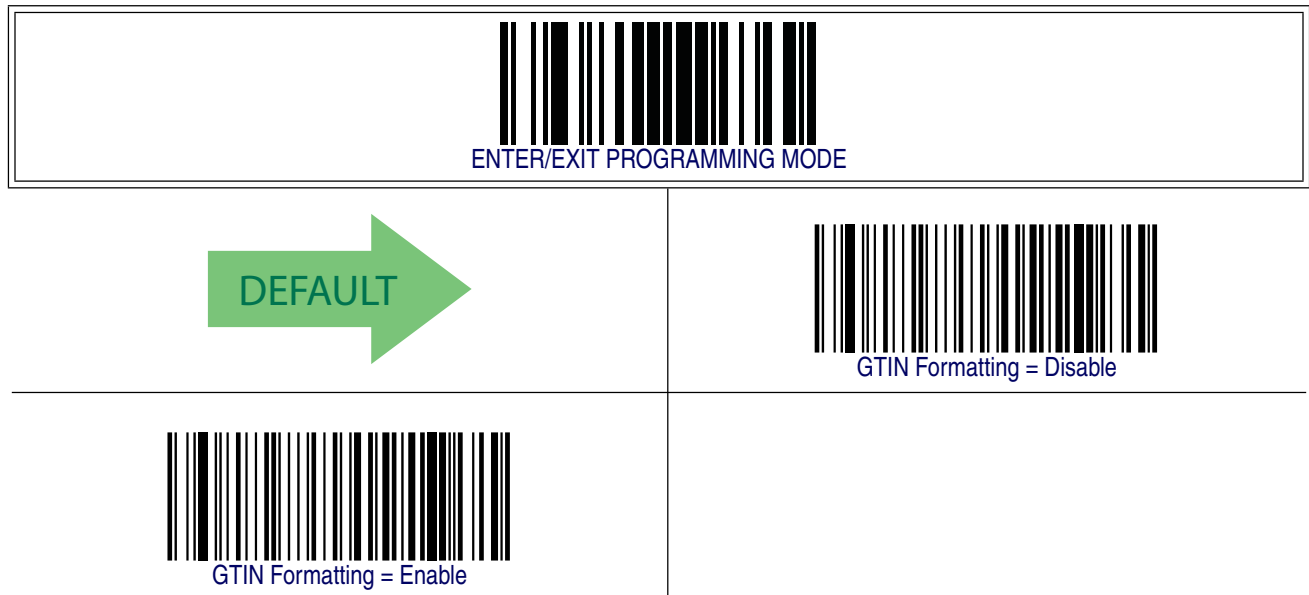 ENTER/EXIT PROGRAMMING MODE
DEFAULT
GTIN Formatting = Disable
GTIN Formatting = Enable